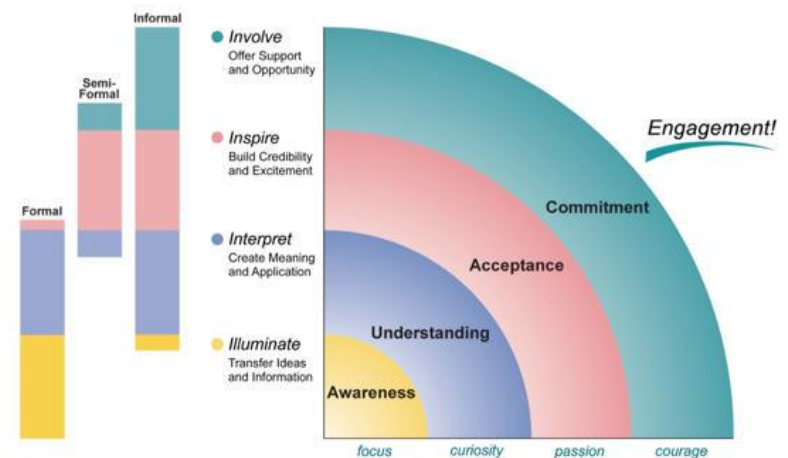 Informal
Semi-
Formal
Formal
Involve
Offer Support
and Opportunity
Inspire
Build Credibility
and Excitement
Interpret
Create Meaning
and Application
Illuminate
Transfer Ideas
and Information
Engagement!
Commitment
Acceptance
Understanding
Awareness
focus curiosity passion courage